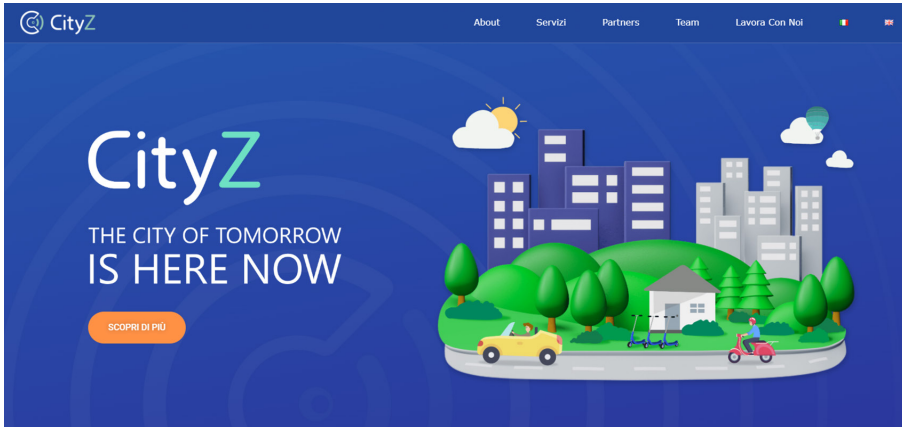 CityZ
About Servizi Partners Team Lavora Con Noi
CityZ
THE CITY OF TOMORROW
IS HERE NOW
SCOPRI DI PIÙ